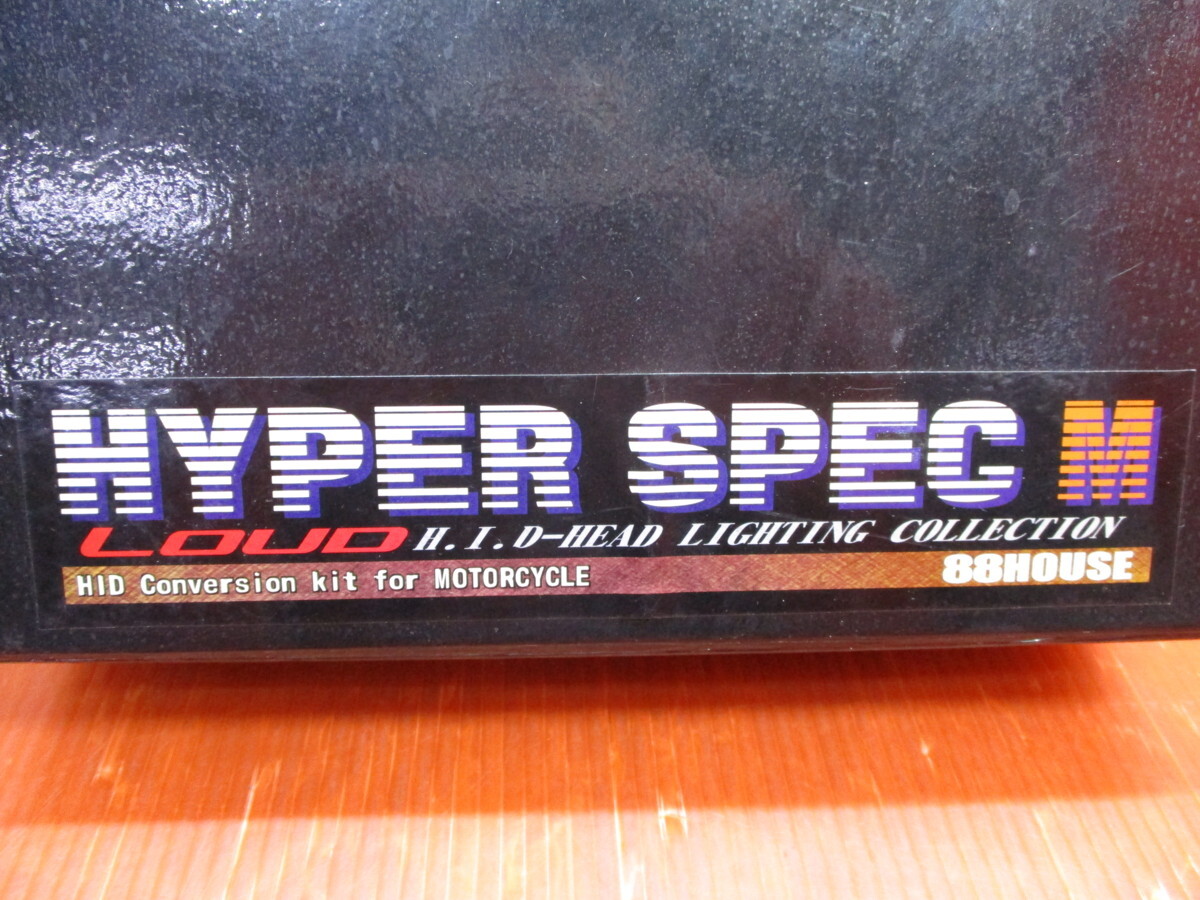 HYPER SPEC M
LOUD H.I.D-HEAD LIGHTING COLLECTION
HID Conversion kit for MOTORCYCLE 88HOUSE